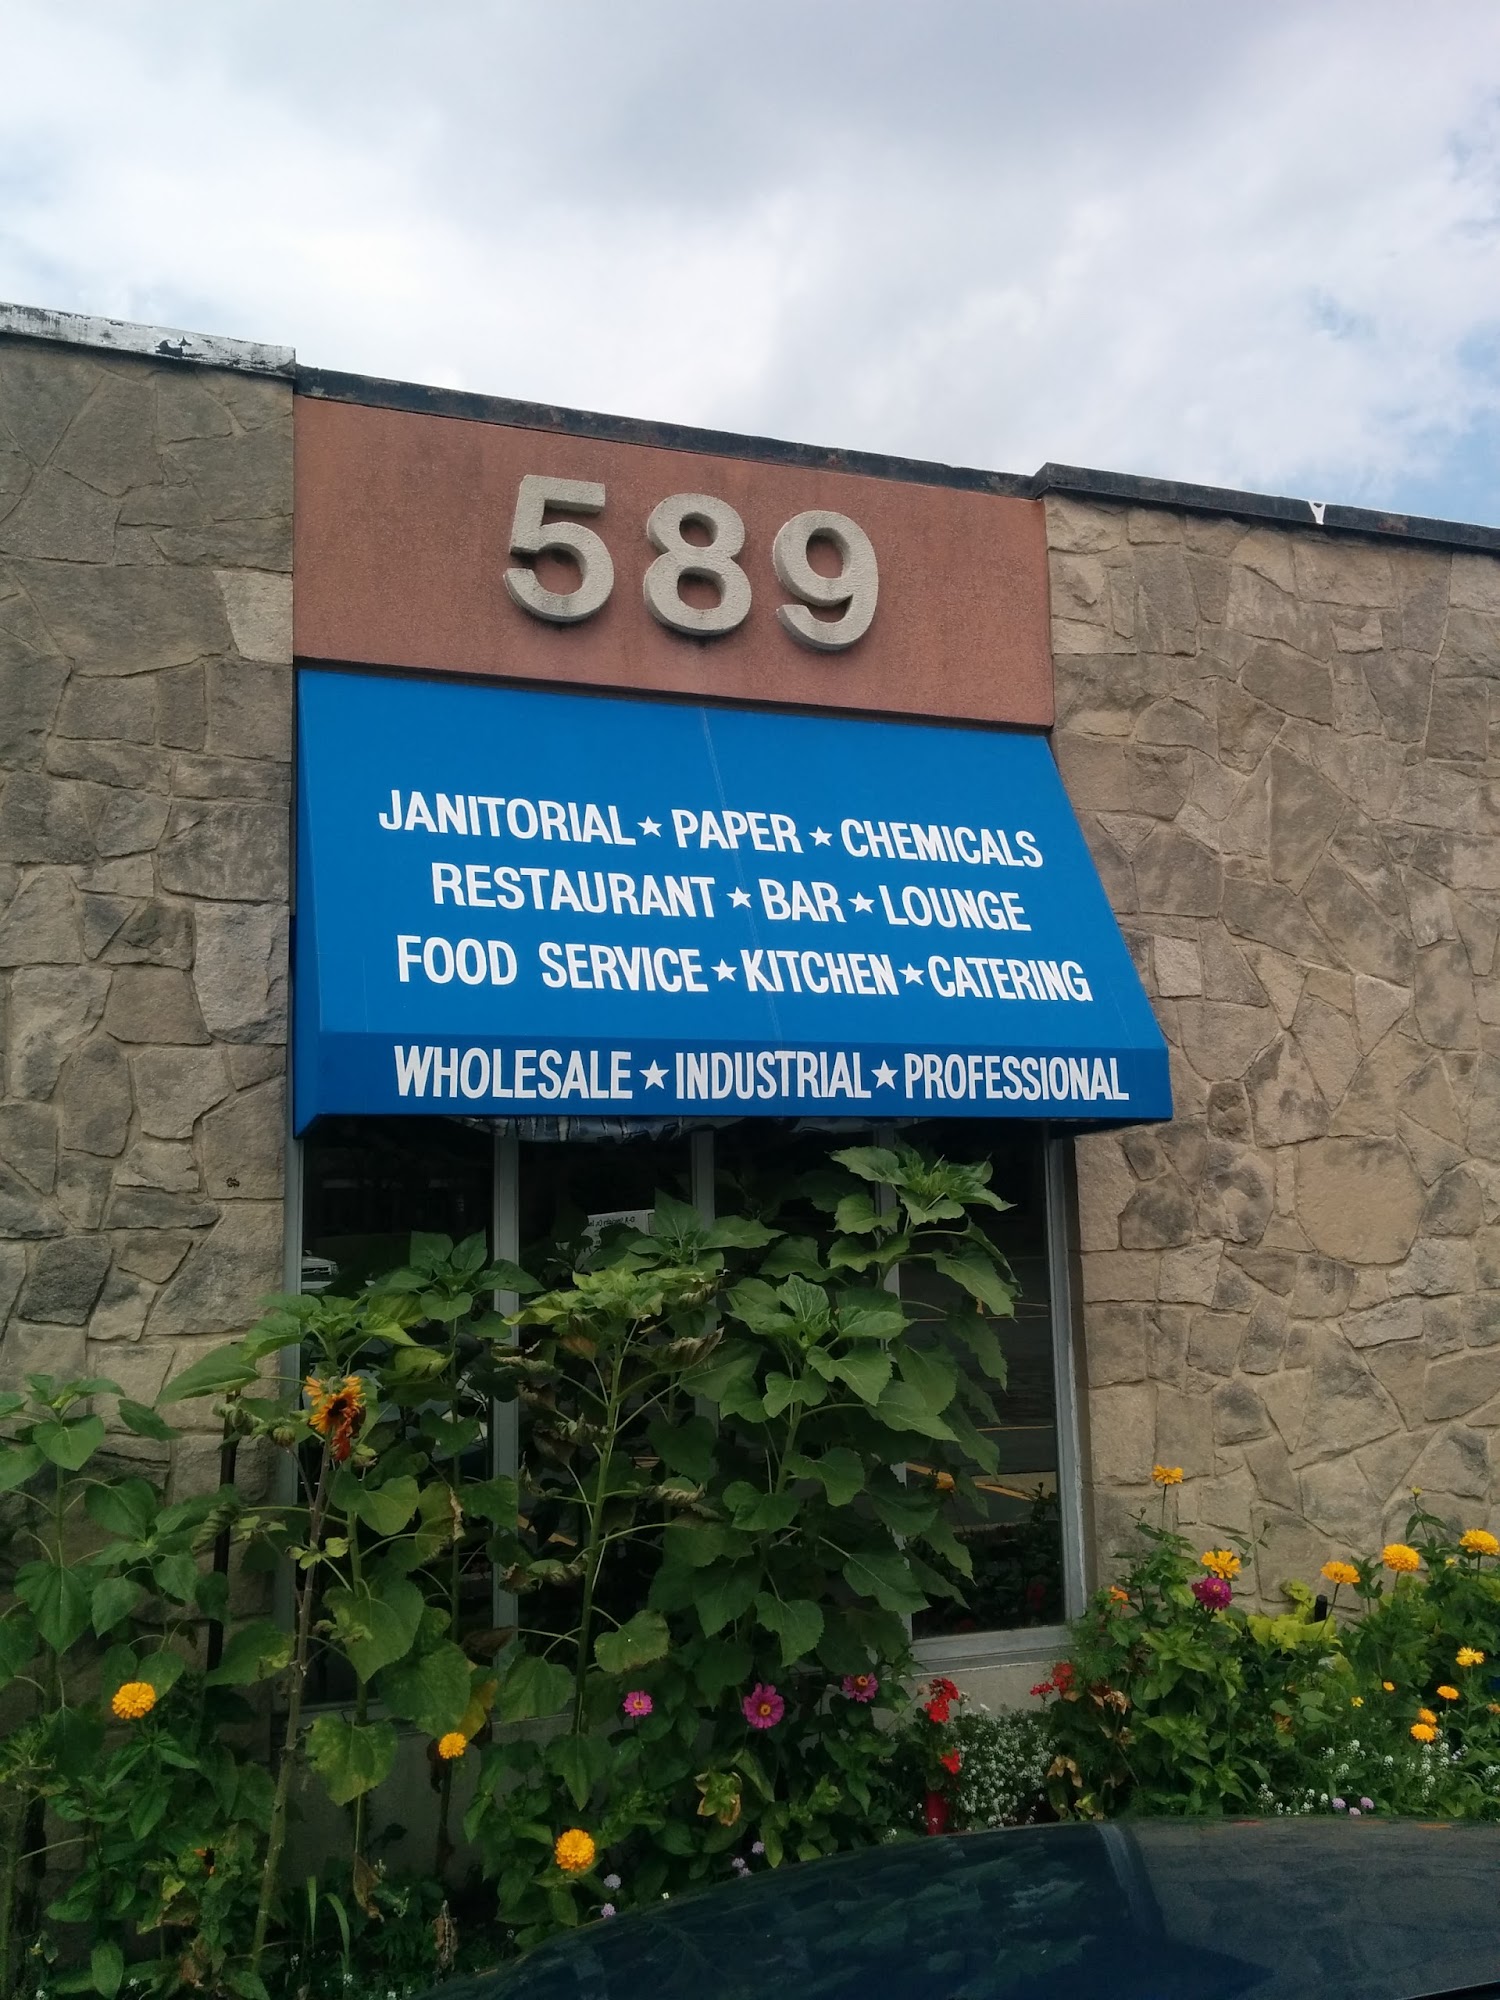 589
JANITORIAL★PAPER★CHEMICALS
RESTAURANT★BAR★LOUNGE
FOOD SERVICE★KITCHEN★CATERING
WHOLESALE★INDUSTRIAL★PROFESSIONAL